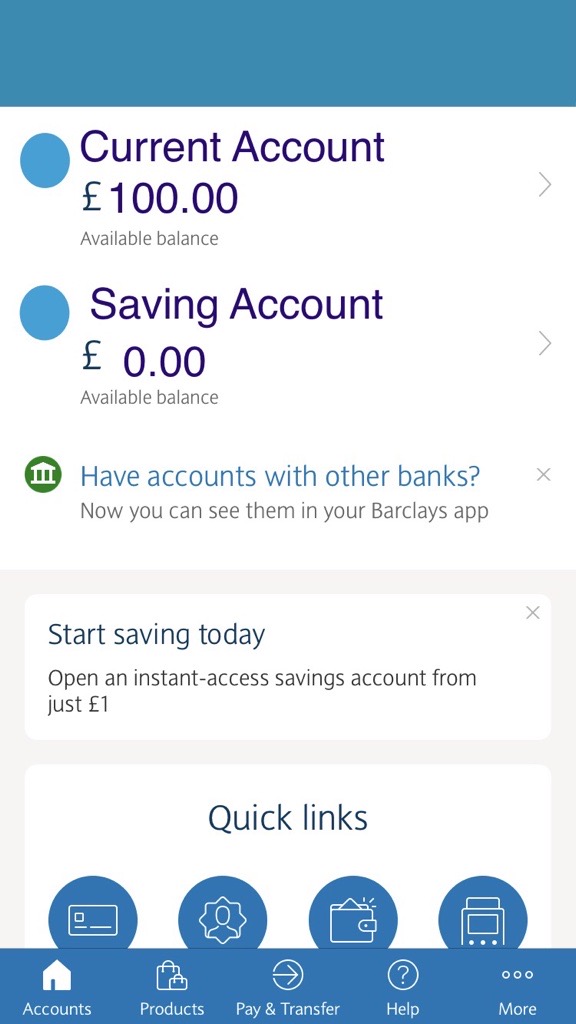 Current Account
£100.00
Available balance
Saving Account
£ 0.00
Available balance
Have accounts with other banks?
Now you can see them in your Barclays app
Start saving today
Open an instant-access savings account from
just £1
Quick links
Accounts Products Pay & Transfer Help More